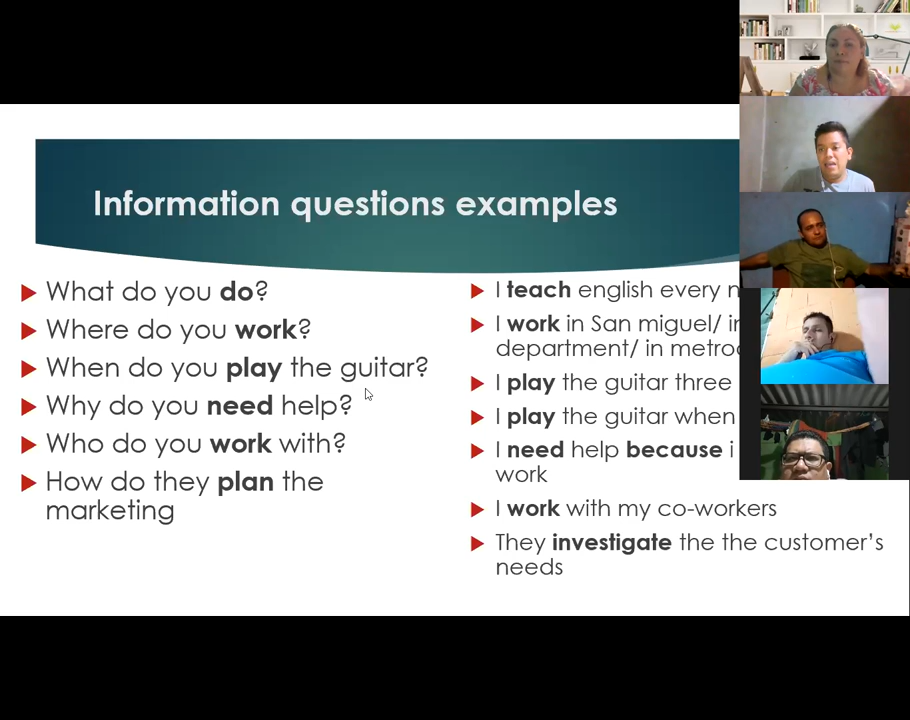 Information questions examples
What do you do?
Where do you work?
When do you play the guitar?
Why do you need help?
Who do you work with?
How do they plan the
marketing
I teach english every
I work in San miguel/
department/ in
I play the guitar three
I play the guitar when
I need help because i
work
I work with my co-workers
They investigate the the customer's
needs